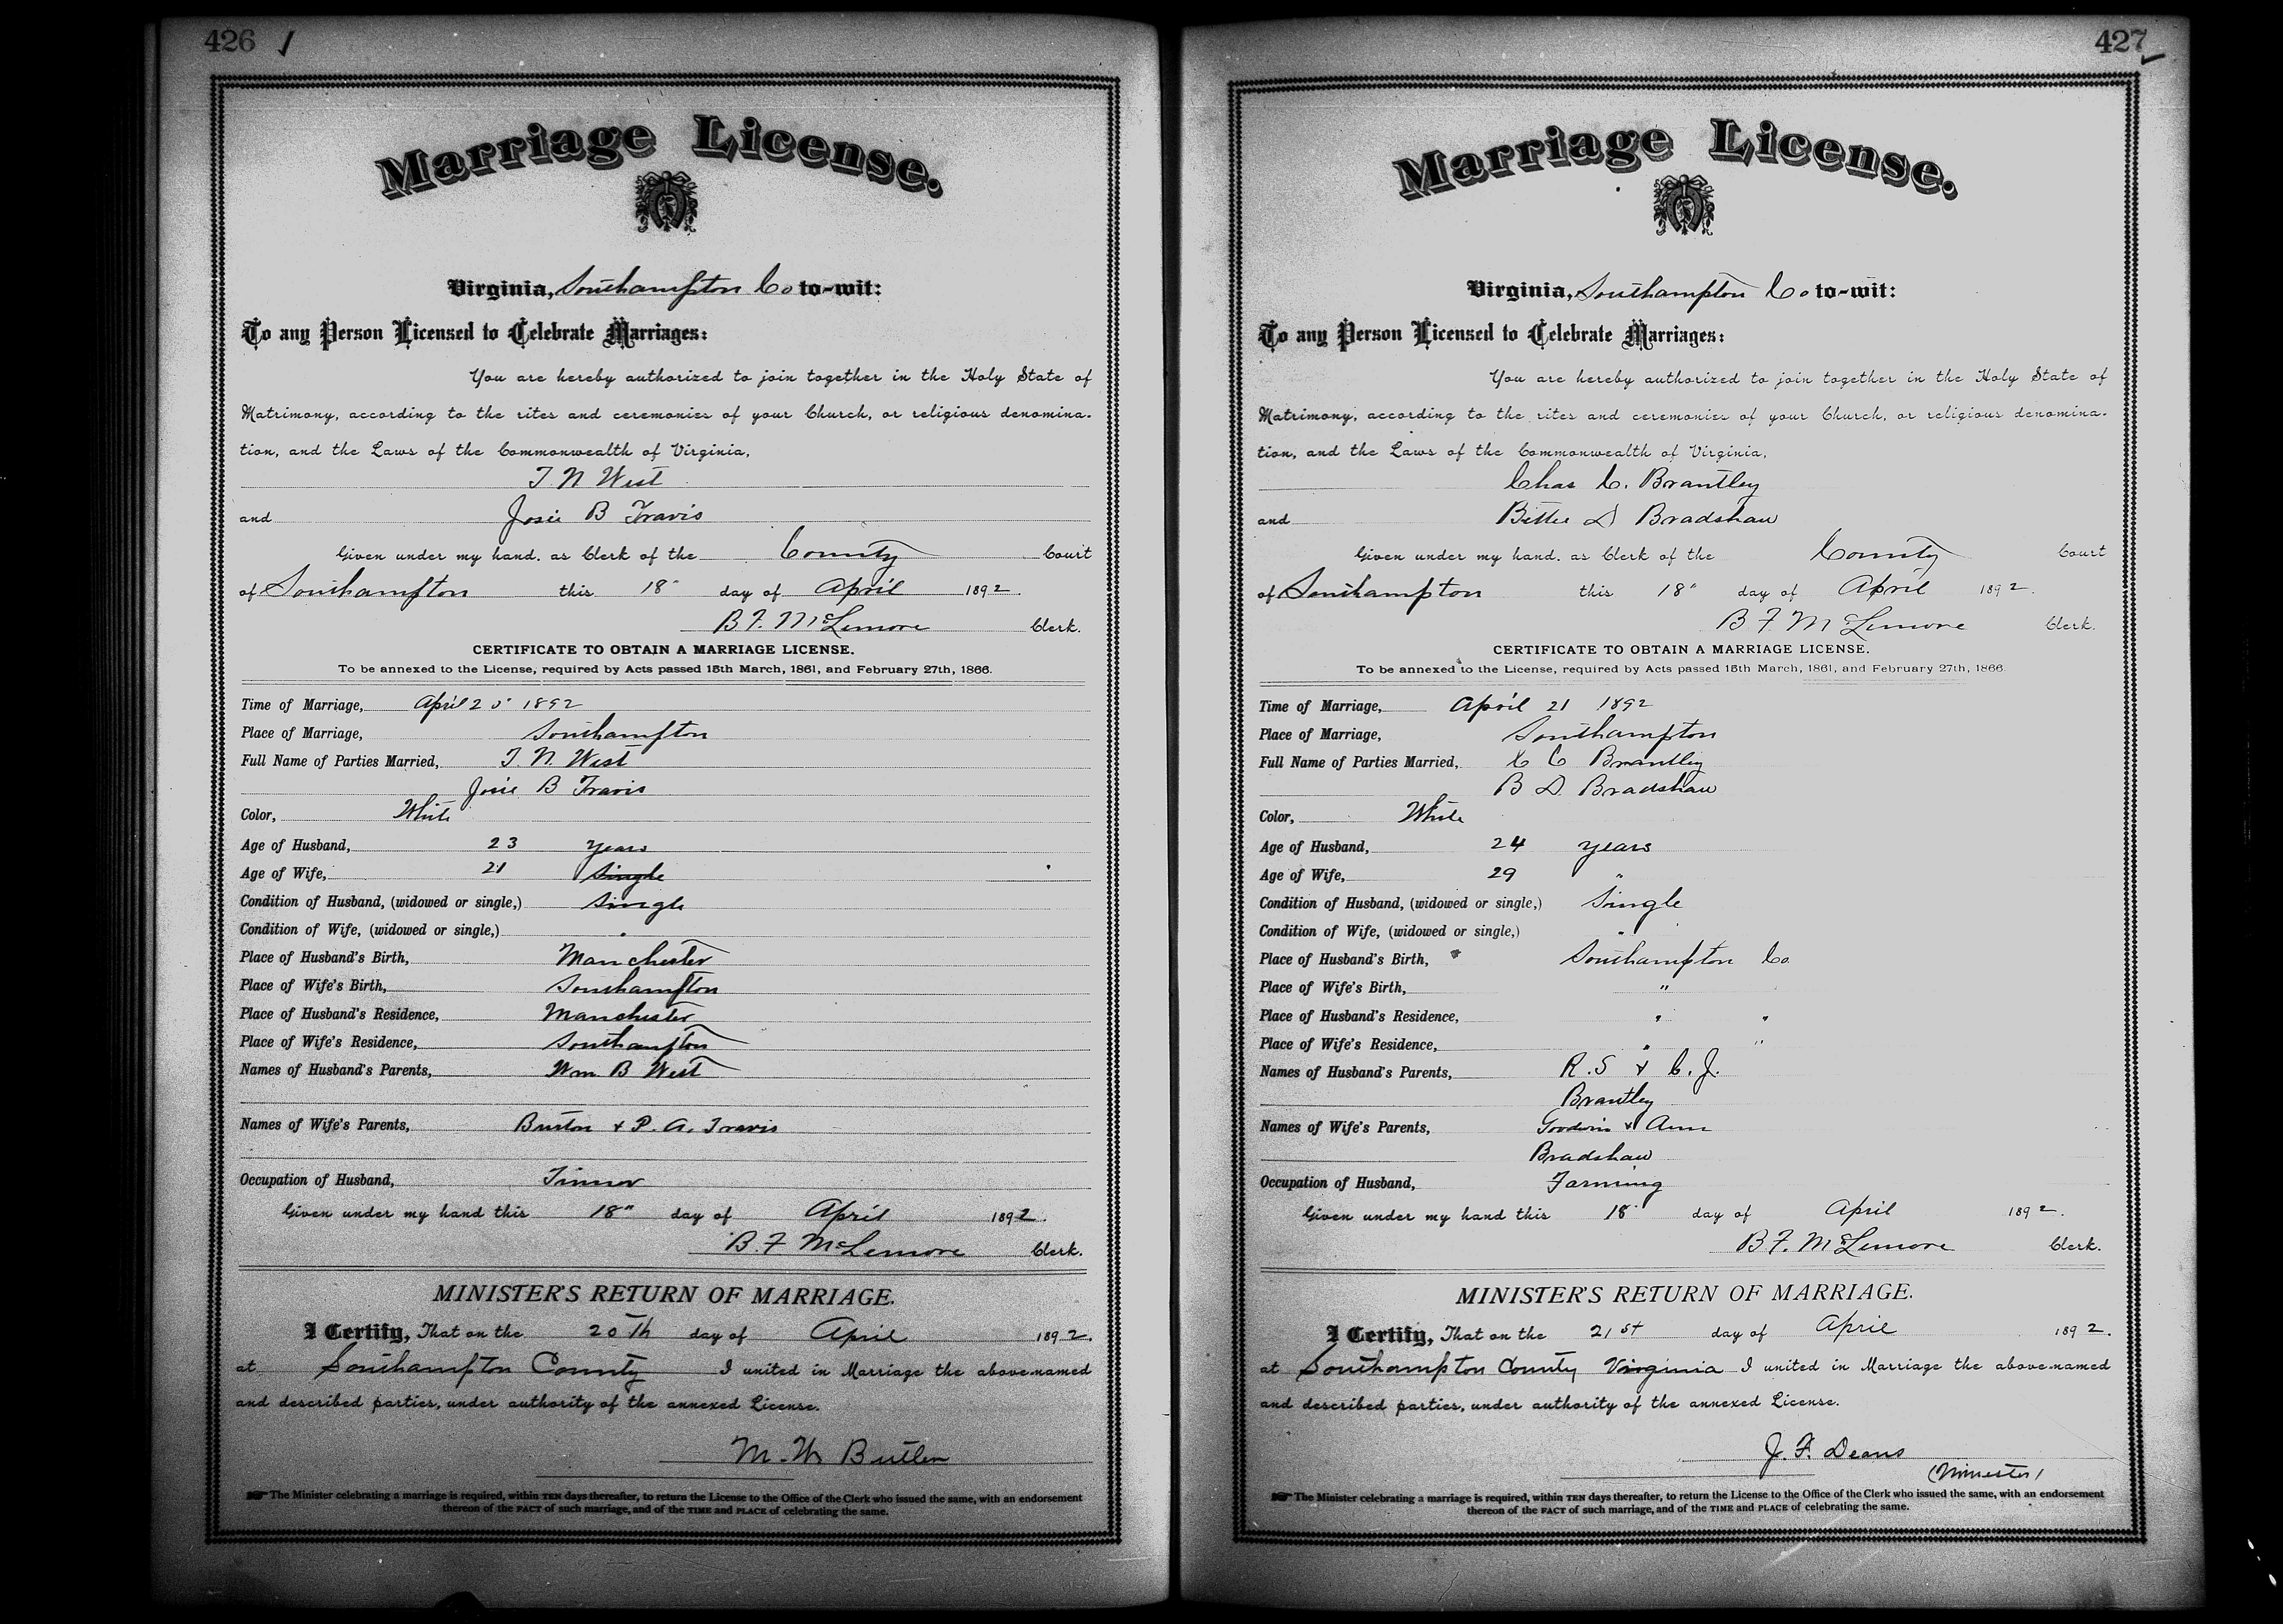 426
Marriage License.
Virginia, Southampton Co to-wit:
To any Person Licensed to Celebrate Marriages:
You are hereby authorized to join together in the Holy State of
Matrimony, according to the rites and ceremonies of your Church, or religious denomina-
tion, and the Laws of the Commonwealth of Virginia,
T N West
and Josie B Travis
Given under my hand, as Clerk of the County Court
of Southampton this 18" day of April 1892.
B. F. McLemore Clerk.
CERTIFICATE TO OBTAIN A MARRIAGE LICENSE.
To be annexed to the License, required by Acts passed 15th March, 1861, and February 27th, 1866.
Time of Marriage, April 20 1892
Place of Marriage, Southampton
Full Name of Parties Married, T. N. West
Josie B Travis
Color, White
Age of Husband, 23 years
Age of Wife, 21 Single
Condition of Husband, (widowed or single,) Single
Condition of Wife, (widowed or single,) "
Place of Husband's Birth, Manchester
Place of Wife's Birth, Southampton
Place of Husband's Residence, Manchester
Place of Wife's Residence, Southampton
Names of Husband's Parents, Wm B West
Names of Wife's Parents, Burton & P. A. Travis
Occupation of Husband, Tinner
Given under my hand this 18" day of April 1892.
B. F McLemore Clerk.
MINISTER'S RETURN OF MARRIAGE.
I Certify, That on the 20th day of April 1892.
at Southampton County I united in Marriage the above-named
and described parties, under authority of the annexed License.
M. W. Butler
The Minister celebrating a marriage is required, within TEN days thereafter, to return the License to the Office of the Clerk who issued the same, with an endorsement
thereon of the FACT of such marriage, and of the TIME and PLACE of celebrating the same.
427
Marriage License.
Virginia, Southampton Co to-wit:
To any Person Licensed to Celebrate Marriages:
You are hereby authorized to join together in the Holy State of
Matrimony, according to the rites and ceremonies of your Church, or religious denomina-
tion, and the Laws of the Commonwealth of Virginia,
Chas C. Brantley
and Bettie D Bradshaw
Given under my hand, as Clerk of the County Court
of Southampton this 18" day of April 1892.
B F McLemore Clerk.
CERTIFICATE TO OBTAIN A MARRIAGE LICENSE.
To be annexed to the License, required by Acts passed 15th March, 1861, and February 27th, 1866.
Time of Marriage, April 21 1892
Place of Marriage, Southampton
Full Name of Parties Married, C C Brantley
B D. Bradshaw
Color, White
Age of Husband, 24 years
Age of Wife, 29 "
Condition of Husband, (widowed or single,) Single
Condition of Wife, (widowed or single,) "
Place of Husband's Birth, Southampton Co
Place of Wife's Birth, "
Place of Husband's Residence, " "
Place of Wife's Residence, " "
Names of Husband's Parents, R. S & C. J.
Brantley
Names of Wife's Parents, Goodwin & Ann
Bradshaw
Occupation of Husband, Farming
Given under my hand this 18" day of April 1892.
B F. McLemore Clerk.
MINISTER'S RETURN OF MARRIAGE.
I Certify, That on the 21st day of April 1892.
at Southampton County Virginia I united in Marriage the above-named
and described parties, under authority of the annexed License.
J. F. Deans
(Minister)
The Minister celebrating a marriage is required, within TEN days thereafter, to return the License to the Office of the Clerk who issued the same, with an endorsement
thereon of the FACT of such marriage, and of the TIME and PLACE of celebrating the same.